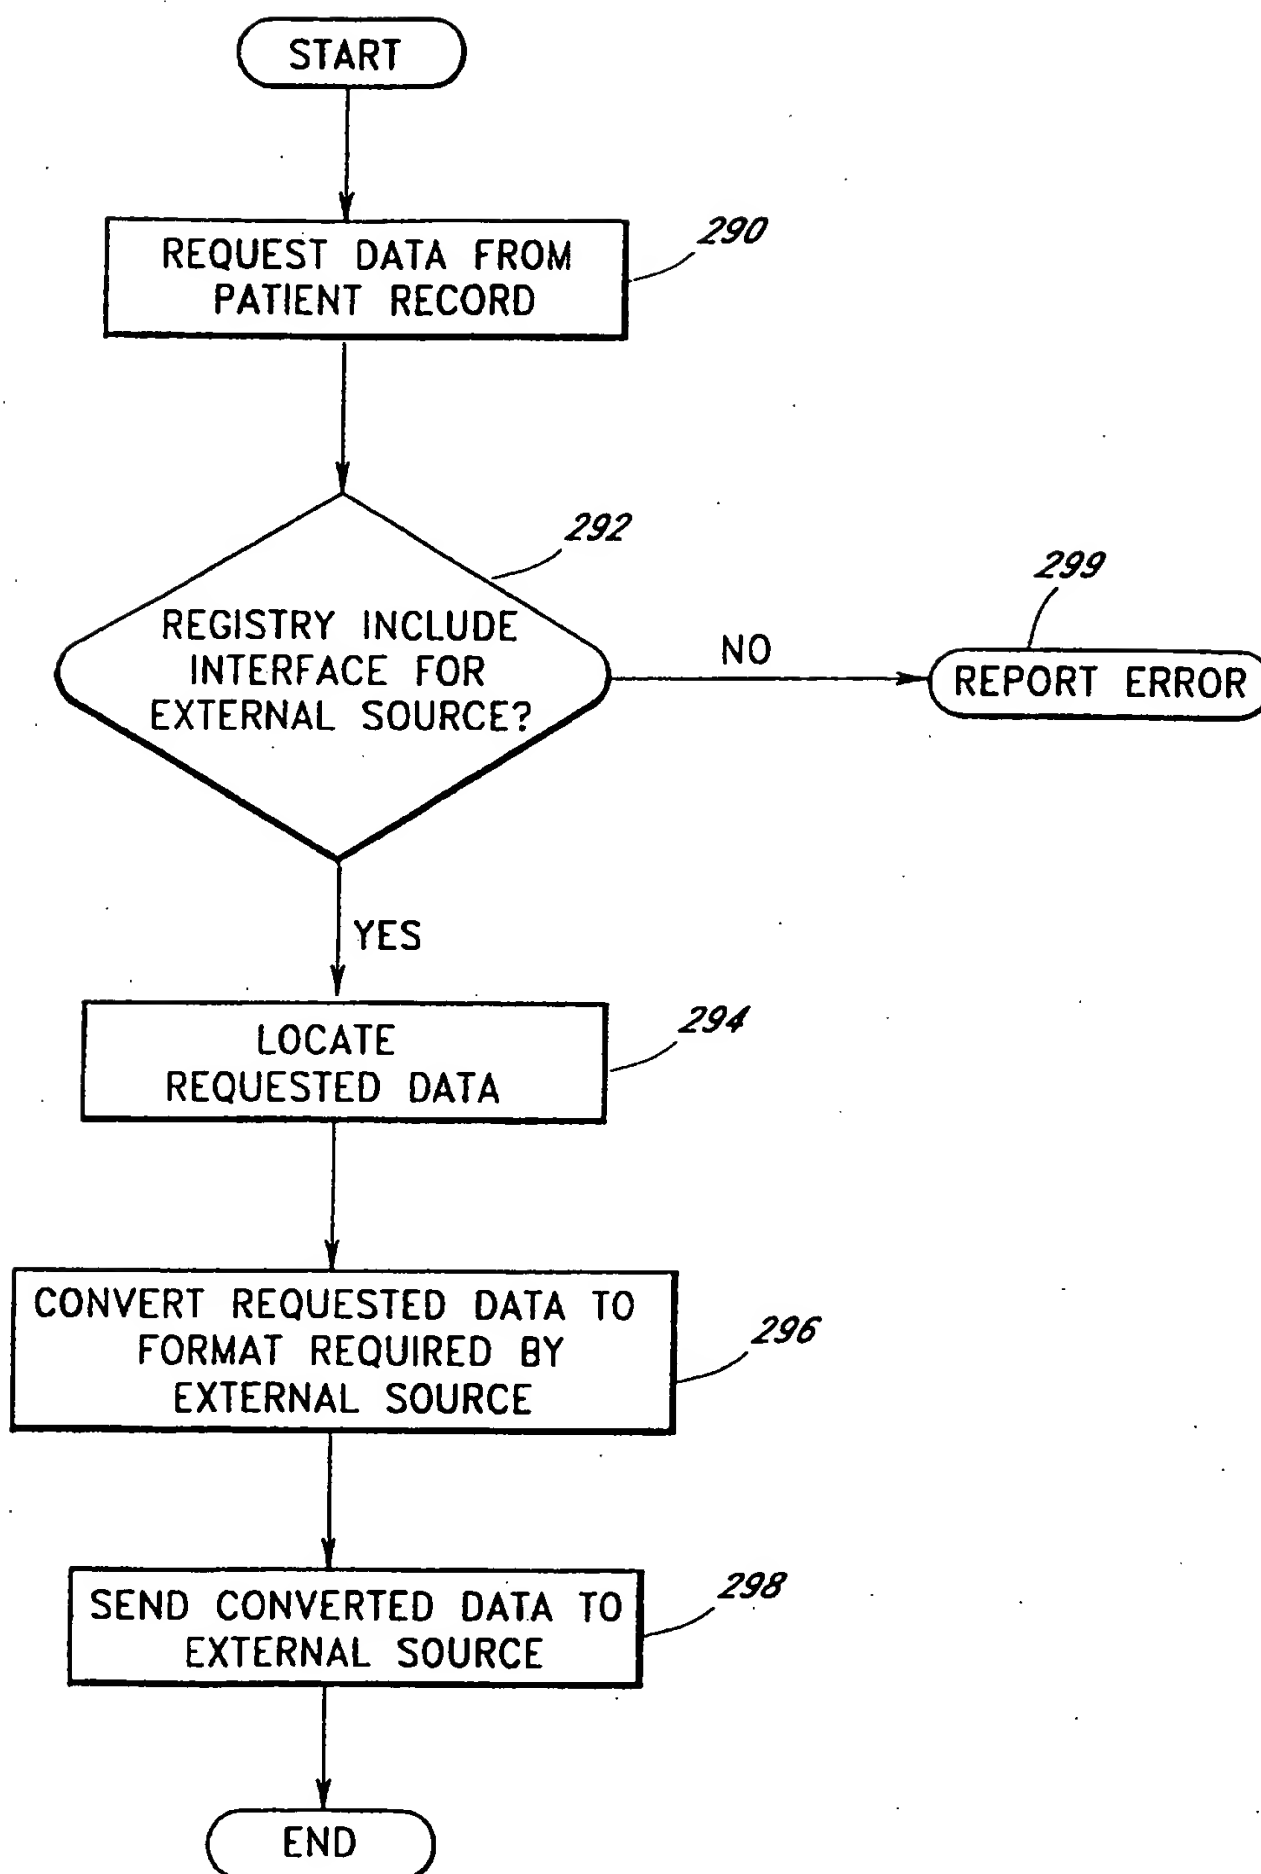 START
290
REQUEST DATA FROM
PATIENT RECORD
292
REGISTRY INCLUDE
INTERFACE FOR
EXTERNAL SOURCE?
NO
299
REPORT ERROR
YES
294
LOCATE
REQUESTED DATA
296
CONVERT REQUESTED DATA TO
FORMAT REQUIRED BY
EXTERNAL SOURCE
298
SEND CONVERTED DATA TO
EXTERNAL SOURCE
END